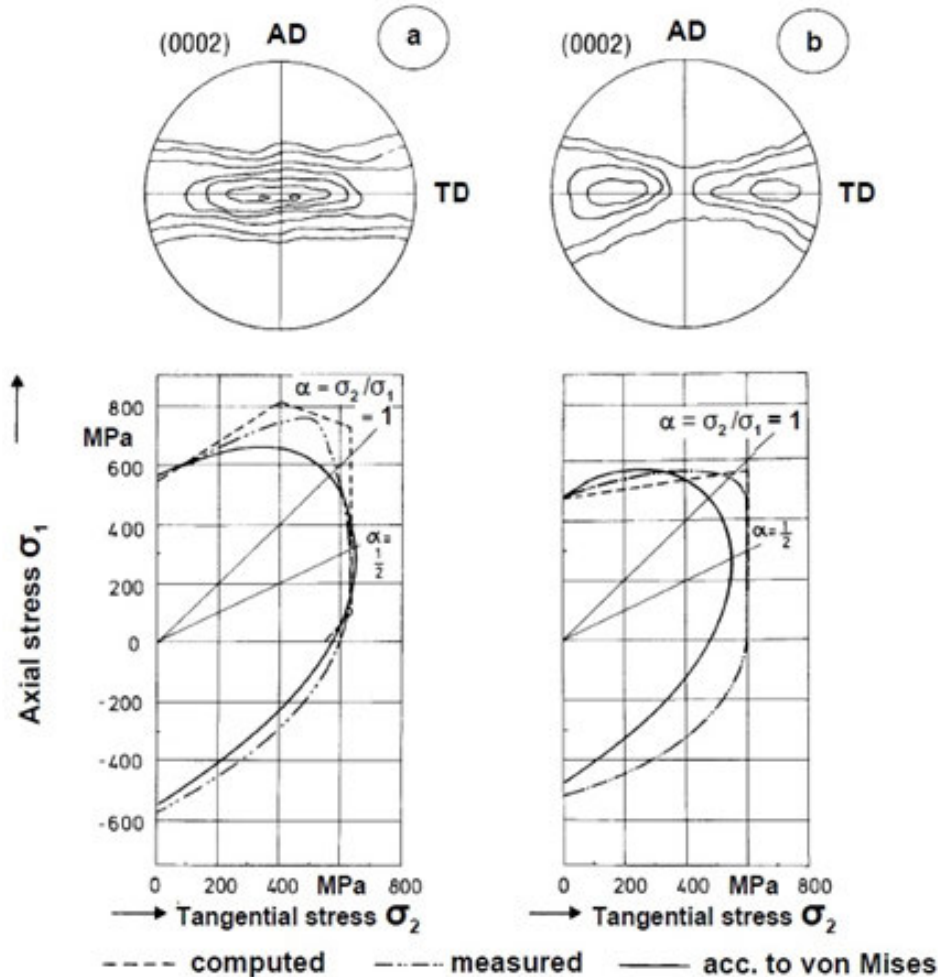 (0002) AD a
TD
(0002) AD b
TD
Axial stress σ₁
800
MPa
600
400
200
0
-200
-400
-600
α = σ₂/σ₁
= 1
α =
1
2
0 200 400 MPa 800
Tangential stress σ₂
α = σ₂/σ₁ = 1
α = 1/2
0 200 400 MPa 800
Tangential stress σ₂
computed measured acc. to von Mises